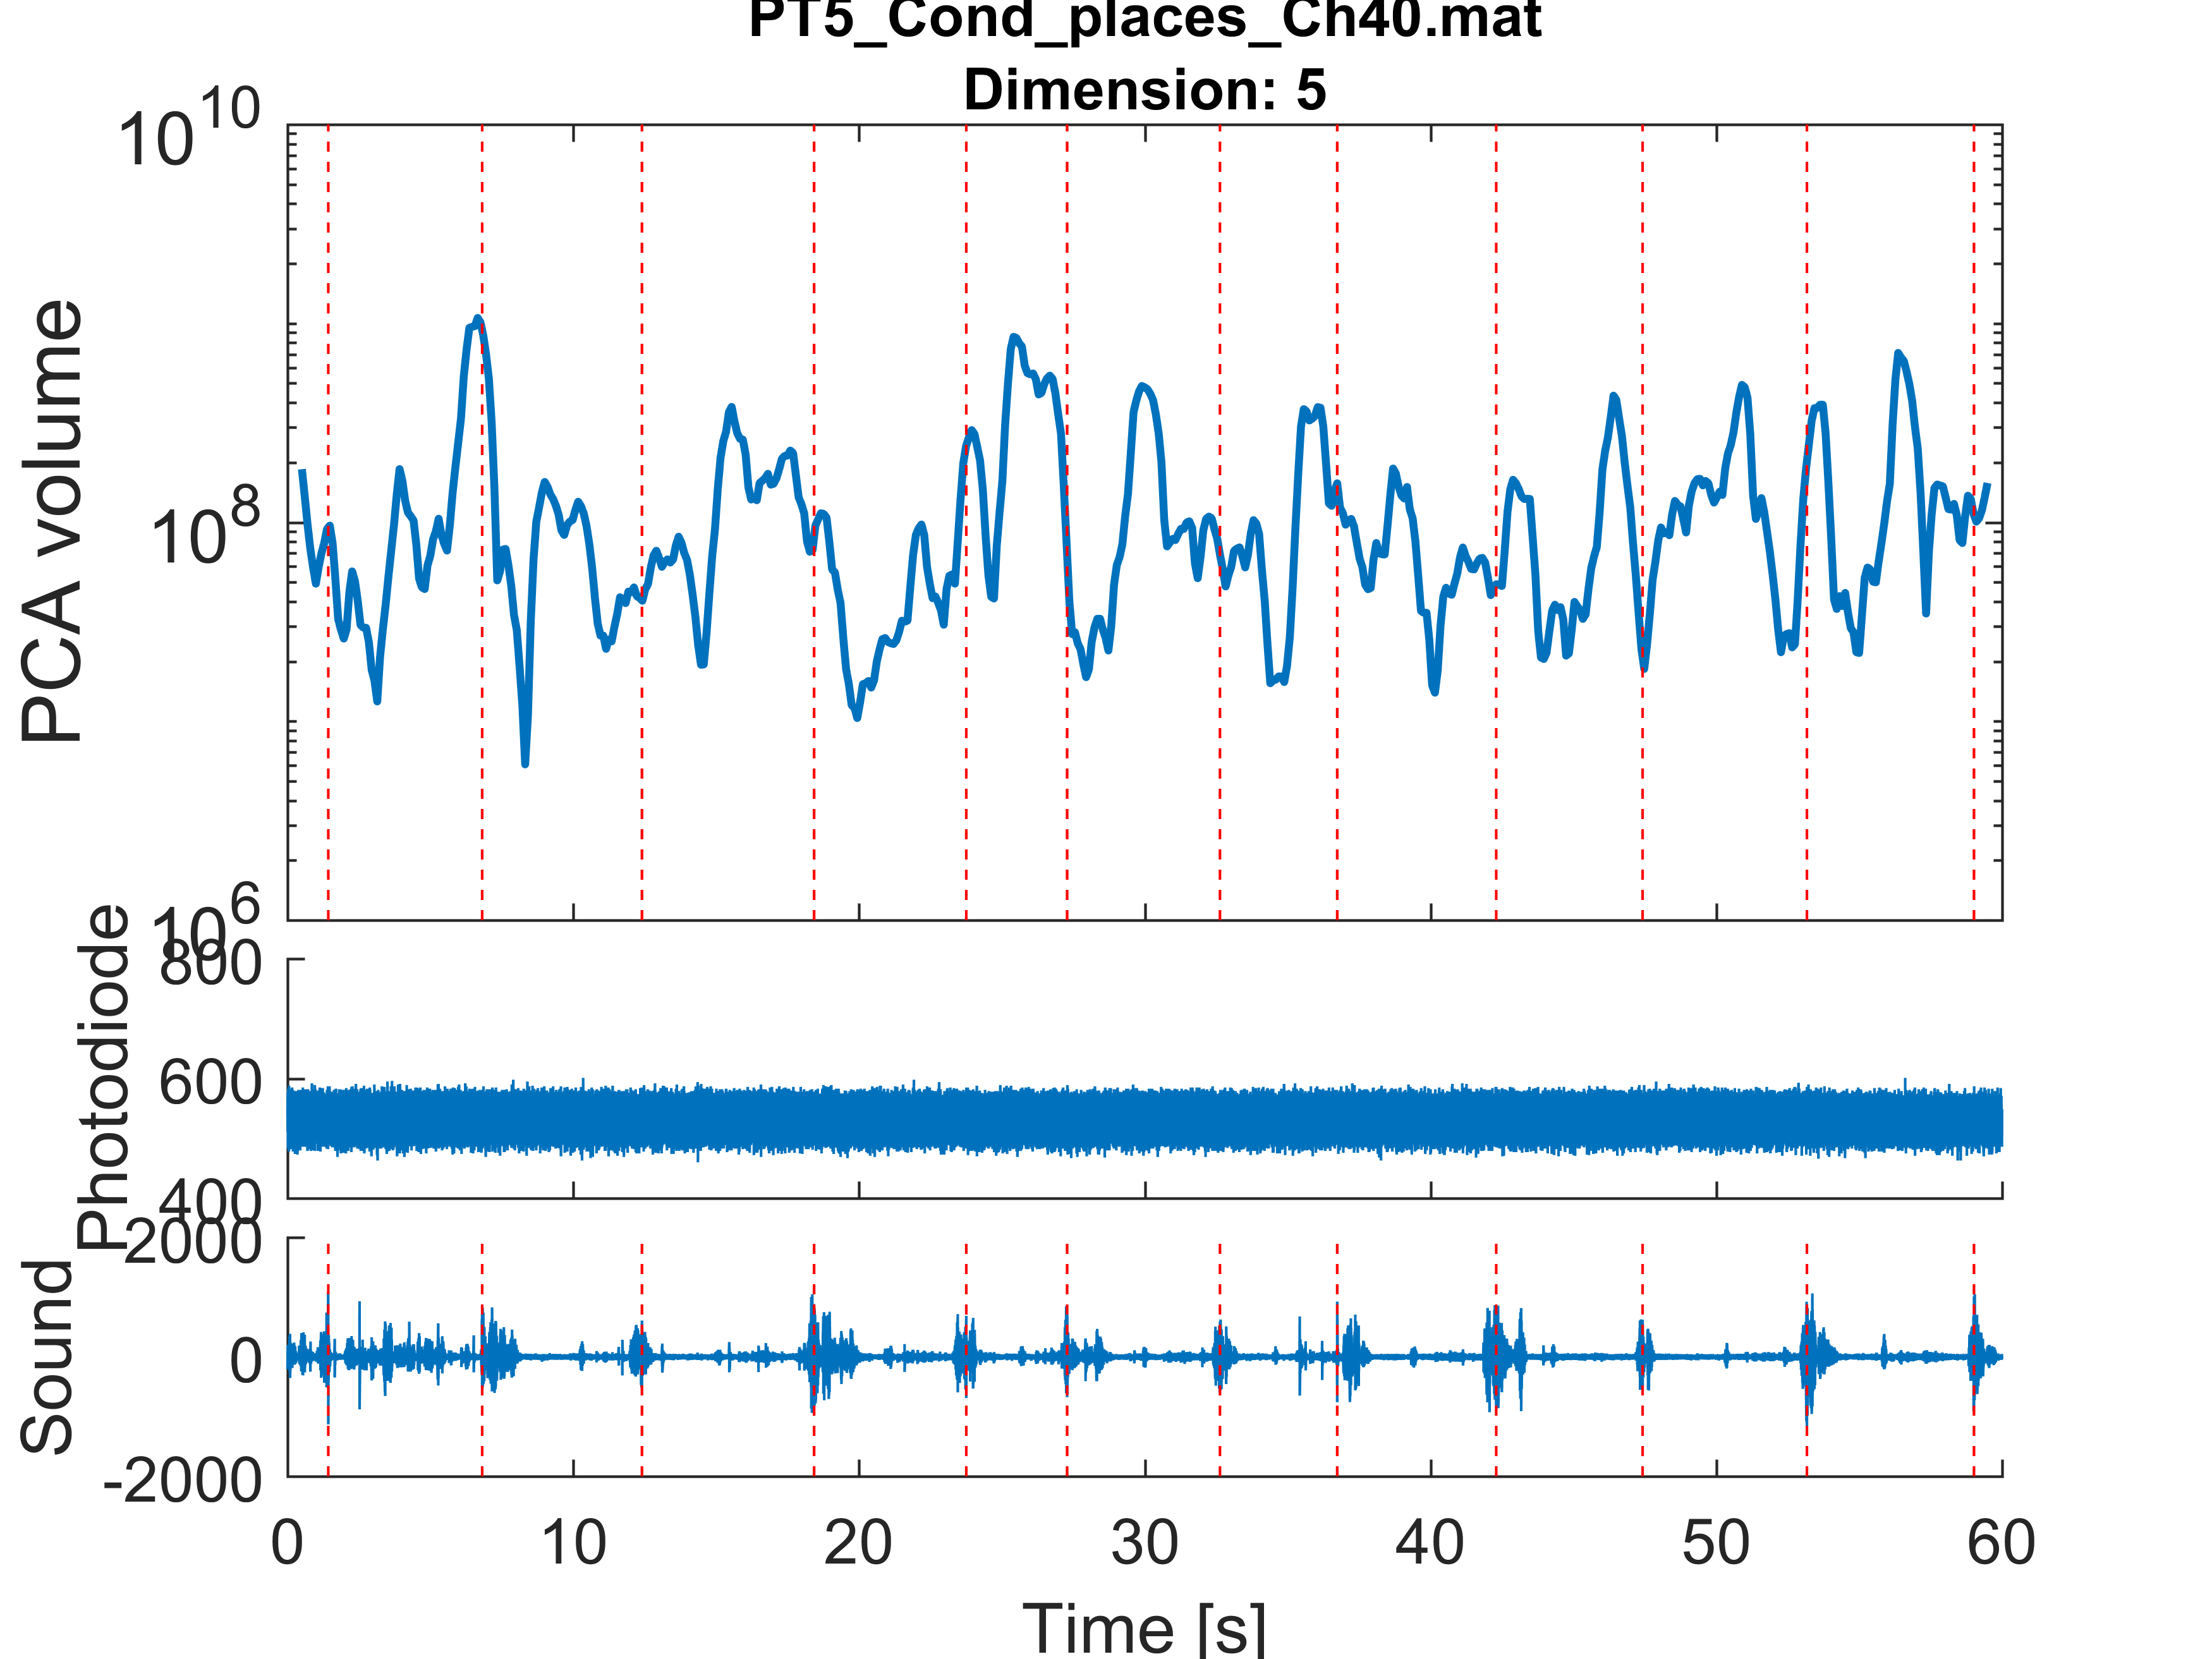 PT5_Cond_places_Ch40.mat
Dimension: 5
10^10
10^8
10^6
PCA volume
800
600
400
Photodiode
2000
0
-2000
Sound
0 10 20 30 40 50 60
Time [s]